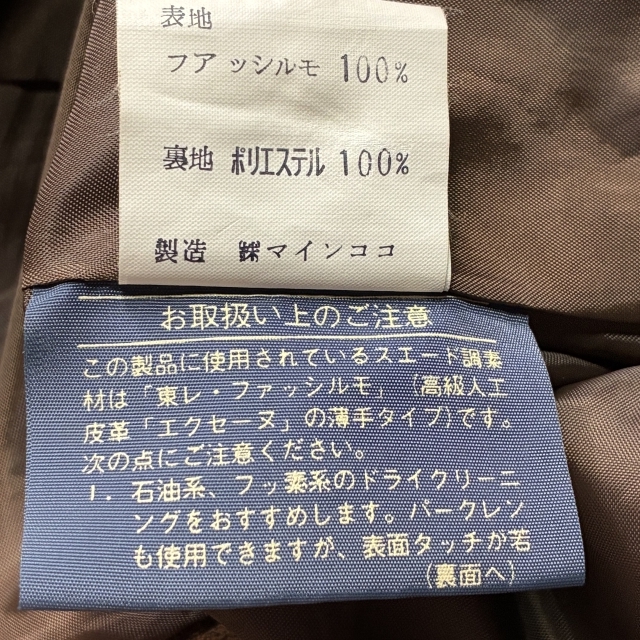 表地
フアッシルモ 100%
裏地 ポリエステル 100%
製造 ㈱マインココ
お取扱い上のご注意
この製品に使用されているスエード調素
材は「東レ・ファッシルモ」（高級人工
皮革「エクセーヌ」の薄手タイプ）です。
次の点にご注意ください。
1．石油系、フッ素系のドライクリーニ
ングをおすすめします。パークレン
も使用できますが、表面タッチが若
（裏面へ）